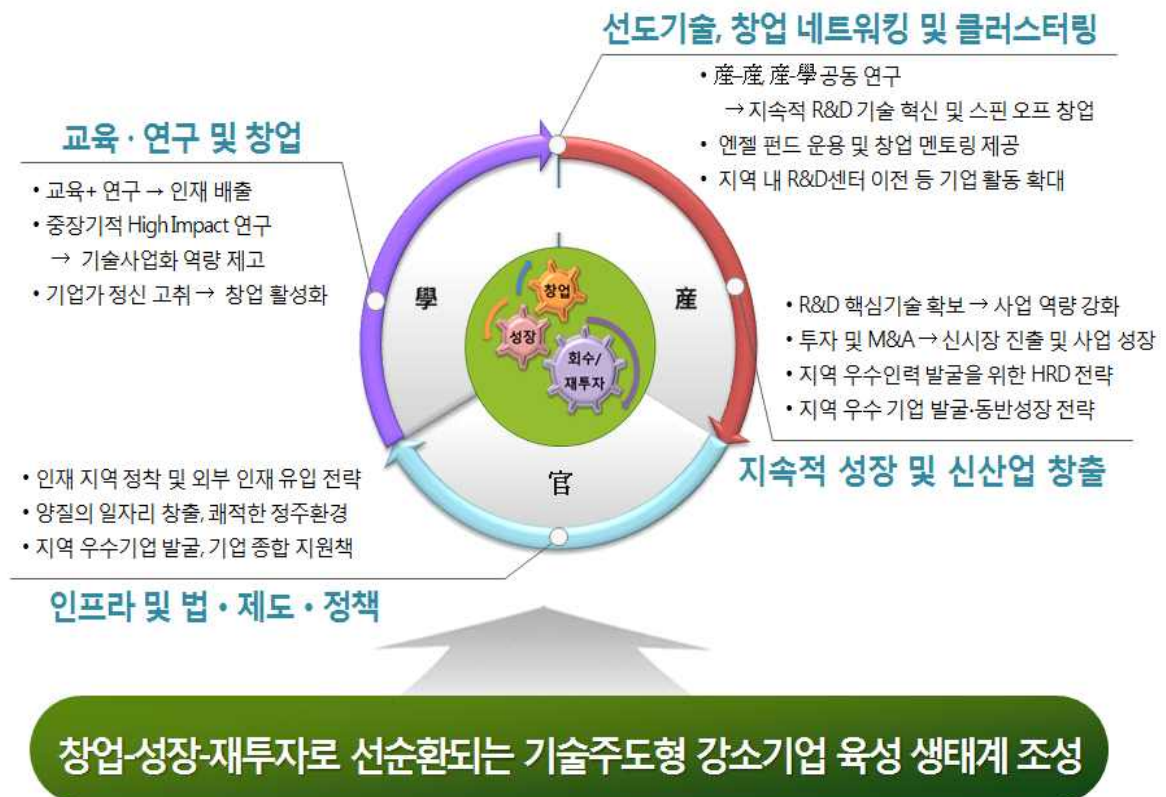 선도기술, 창업 네트워킹 및 클러스터링
• 産-産, 産-學 공동 연구
→ 지속적 R&D 기술 혁신 및 스핀 오프 창업
• 엔젤 펀드 운용 및 창업 멘토링 제공
• 지역 내 R&D센터 이전 등 기업 활동 확대
교육 · 연구 및 창업
• 교육+ 연구 → 인재 배출
• 중장기적 High Impact 연구
→ 기술사업화 역량 제고
• 기업가 정신 고취 → 창업 활성화
學
産
官
창업
성장
회수/
재투자
• R&D 핵심기술 확보 → 사업 역량 강화
• 투자 및 M&A → 신시장 진출 및 사업 성장
• 지역 우수인력 발굴을 위한 HRD 전략
• 지역 우수 기업 발굴·동반성장 전략
지속적 성장 및 신산업 창출
• 인재 지역 정착 및 외부 인재 유입 전략
• 양질의 일자리 창출, 쾌적한 정주환경
• 지역 우수기업 발굴, 기업 종합 지원책
인프라 및 법 • 제도 • 정책
창업-성장-재투자로 선순환되는 기술주도형 강소기업 육성 생태계 조성